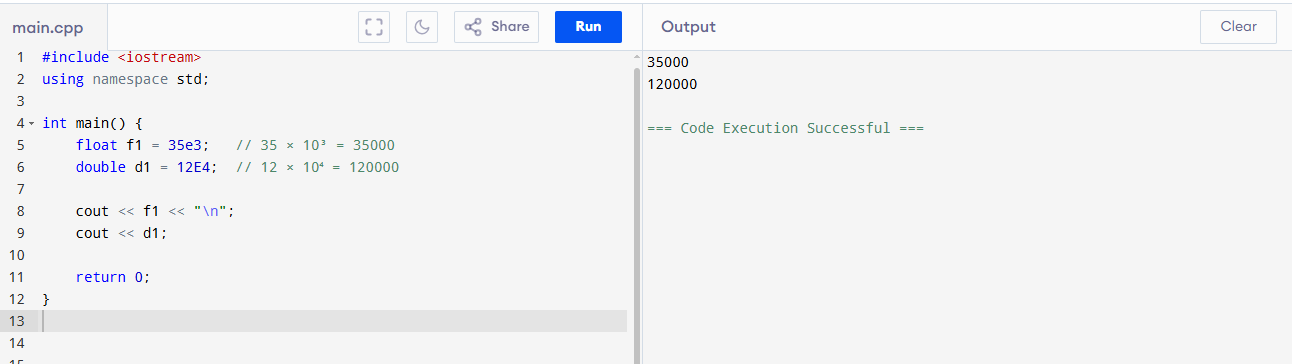 main.cpp
Share
Run
Output
Clear
1 #include <iostream>
2 using namespace std;
3
4 int main() {
5 float f1 = 35e3; // 35 × 10³ = 35000
6 double d1 = 12E4; // 12 × 10⁴ = 120000
7
8 cout << f1 << "\n";
9 cout << d1;
10
11 return 0;
12 }
13
14
15
35000
120000
=== Code Execution Successful ===